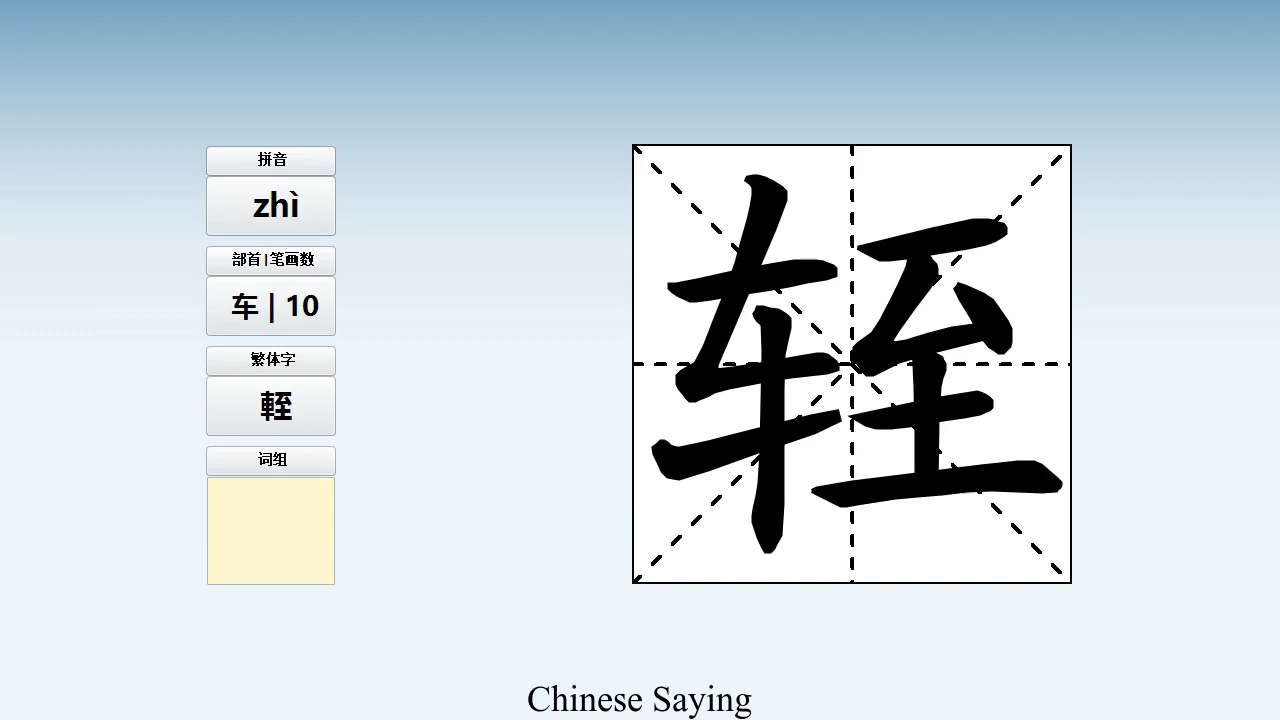 拼音
zhì
部首|笔画数
车 | 10
繁体字
輊
词组
轾
Chinese Saying